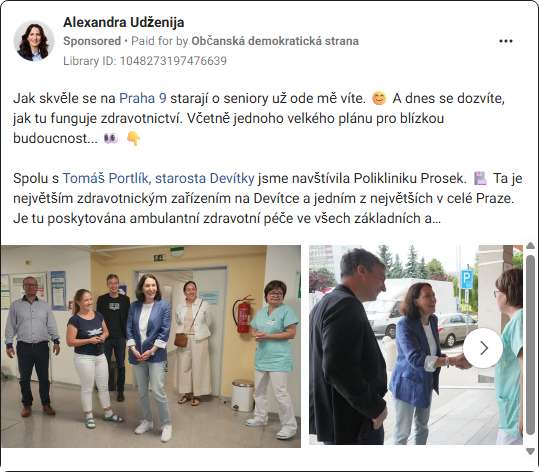 Alexandra Udženija
Sponsored • Paid for by Občanská demokratická strana
Library ID: 1048273197476639
Jak skvěle se na Praha 9 starají o seniory už ode mě víte. 😊 A dnes se dozvíte,
jak tu funguje zdravotnictví. Včetně jednoho velkého plánu pro blízkou
budoucnost... 👀 👇
Spolu s Tomáš Portlík, starosta Devítky jsme navštívila Polikliniku Prosek. 🏥 Ta je
největším zdravotnickým zařízením na Devítce a jedním z největších v celé Praze.
Je tu poskytována ambulantní zdravotní péče ve všech základních a…
P